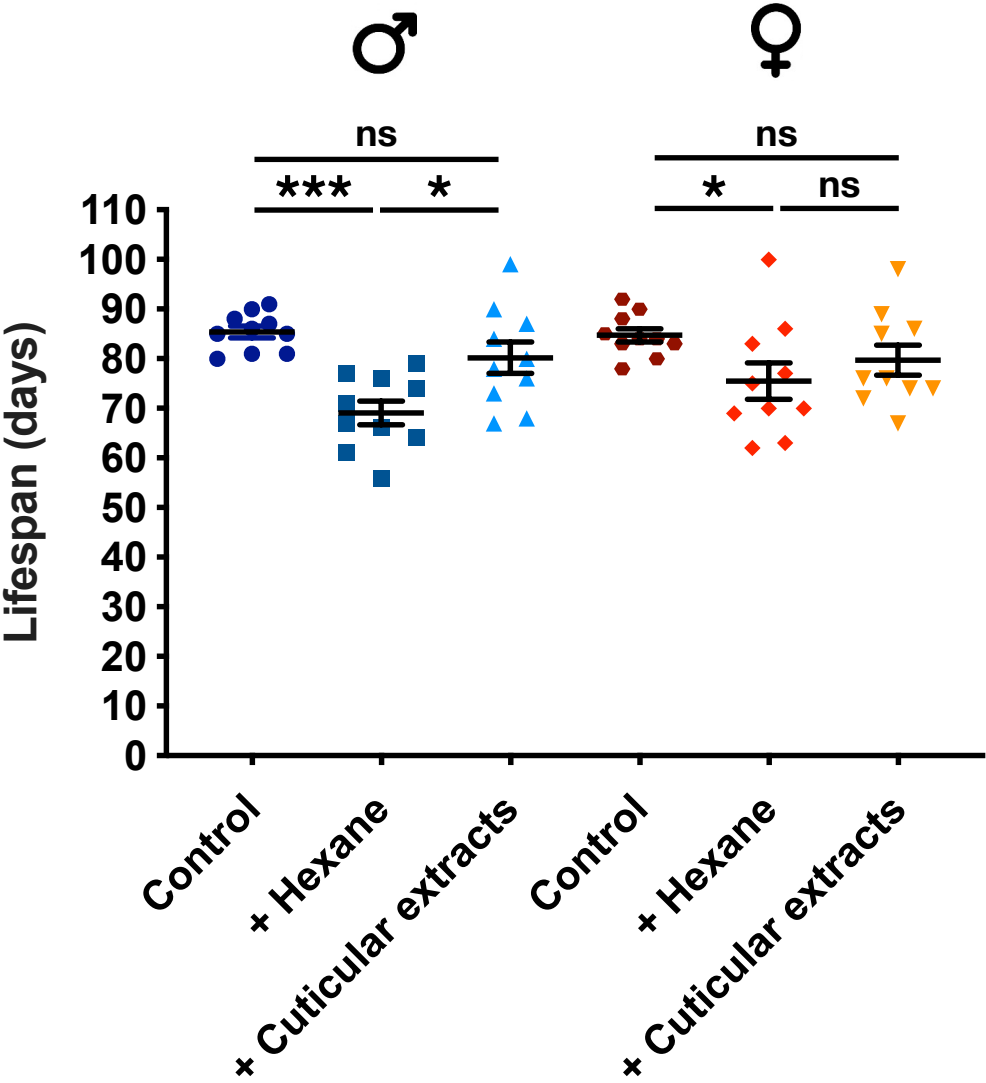 ♂ ♀
ns ns
*** * * ns
110
100
90
80
70
60
50
40
30
20
10
0
Lifespan (days)
Control
+ Hexane
+ Cuticular extracts
Control
+ Hexane
+ Cuticular extracts